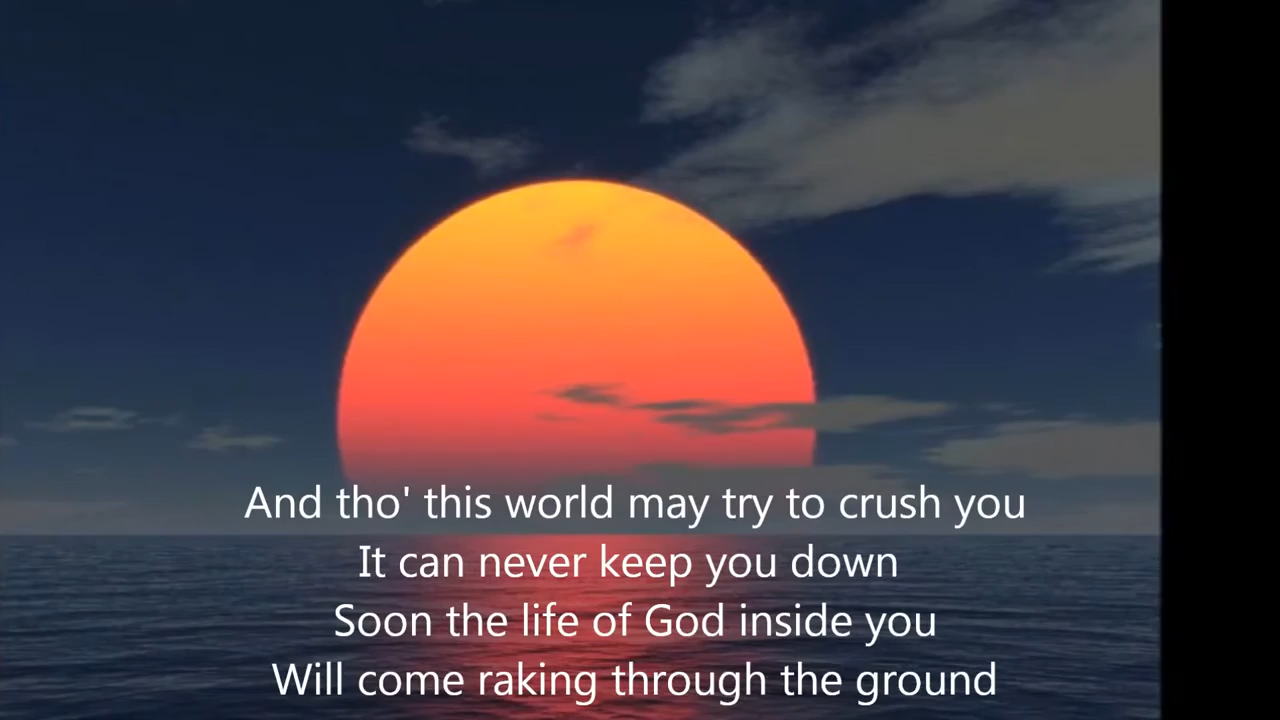 And tho' this world may try to crush you
It can never keep you down
Soon the life of God inside you
Will come raking through the ground